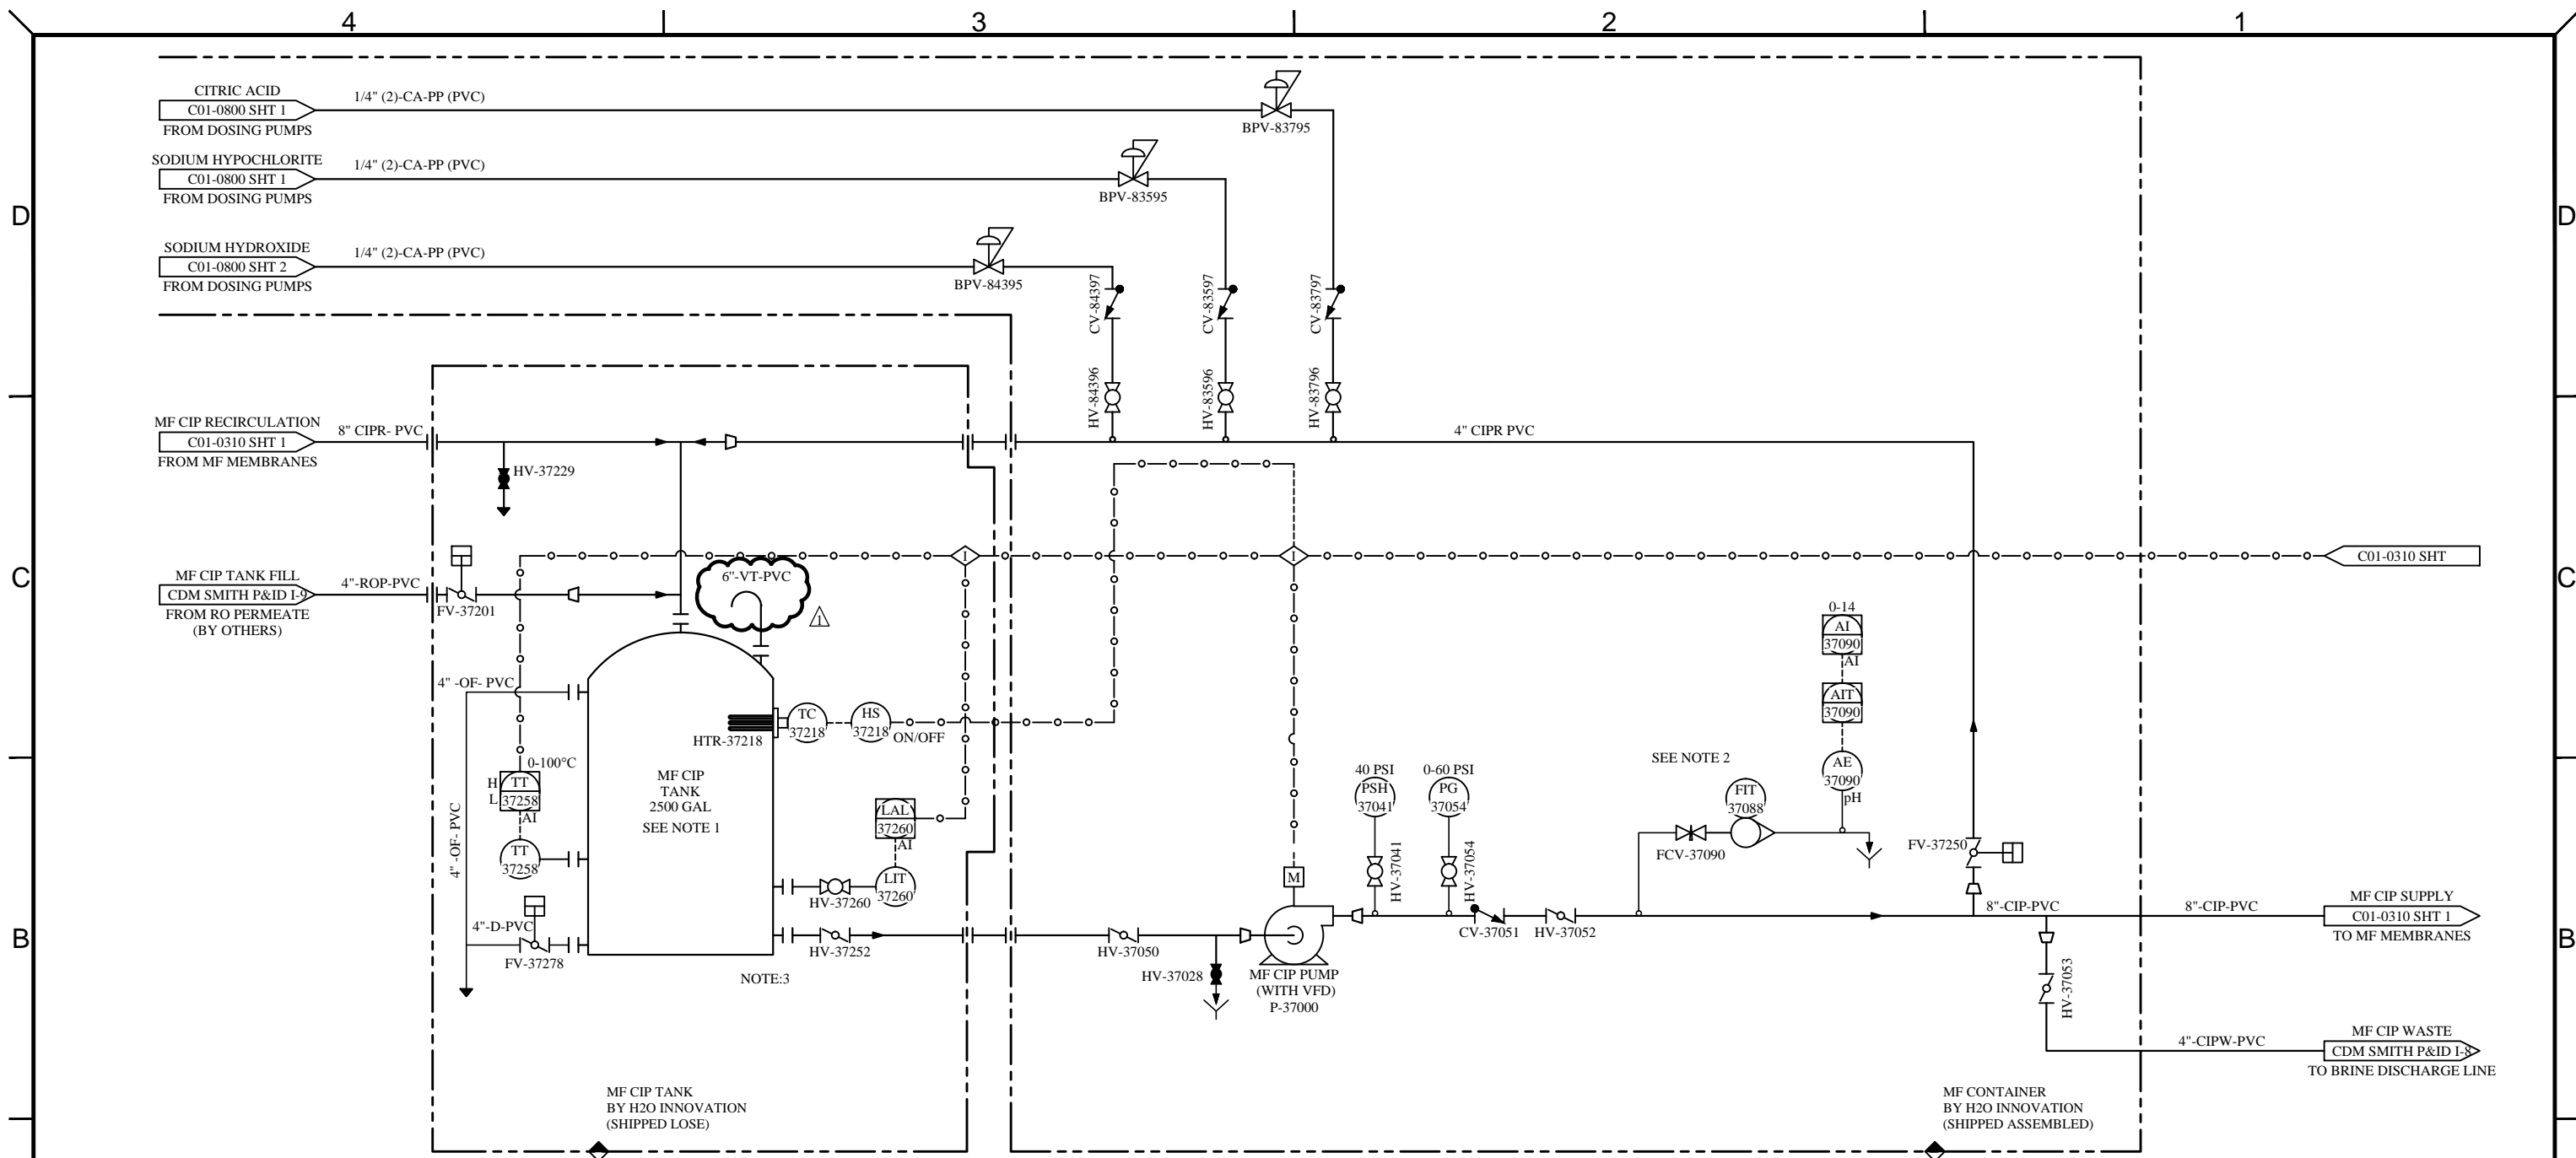 4
3
2
1
CITRIC ACID
C01-0800 SHT 1
FROM DOSING PUMPS
1/4" (2)-CA-PP (PVC)
BPV-83795
SODIUM HYPOCHLORITE
C01-0800 SHT 1
FROM DOSING PUMPS
1/4" (2)-CA-PP (PVC)
BPV-83595
D
D
SODIUM HYDROXIDE
C01-0800 SHT 2
FROM DOSING PUMPS
1/4" (2)-CA-PP (PVC)
BPV-84395
CV-84397
CV-83597
CV-83797
HV-84396
HV-83596
HV-83796
MF CIP RECIRCULATION
C01-0310 SHT 1
FROM MF MEMBRANES
8" CIPR- PVC
4" CIPR PVC
HV-37229
I
I
C01-0310 SHT
C
C
MF CIP TANK FILL
CDM SMITH P&ID I-9
FROM RO PERMEATE
(BY OTHERS)
4"-ROP-PVC
FV-37201
6"-VT-PVC
1
0-14
AI
37090
AI
AIT
37090
AE
37090
pH
4" -OF- PVC
HTR-37218
TC
37218
HS
37218
ON/OFF
0-100°C
H
L
TT
37258
AI
TT
37258
4" -OF- PVC
MF CIP
TANK
2500 GAL
SEE NOTE 1
LAL
37260
AI
LIT
37260
HV-37260
40 PSI
PSH
37041
HV-37041
0-60 PSI
PG
37054
HV-37054
SEE NOTE 2
FIT
37088
FCV-37090
FV-37250
M
B
B
4"-D-PVC
FV-37278
HV-37252
NOTE:3
HV-37050
HV-37028
MF CIP PUMP
(WITH VFD)
P-37000
CV-37051
HV-37052
8"-CIP-PVC
8"-CIP-PVC
MF CIP SUPPLY
C01-0310 SHT 1
TO MF MEMBRANES
HV-37053
4"-CIPW-PVC
MF CIP WASTE
CDM SMITH P&ID I-8
TO BRINE DISCHARGE LINE
MF CIP TANK
BY H2O INNOVATION
(SHIPPED LOSE)
MF CONTAINER
BY H2O INNOVATION
(SHIPPED ASSEMBLED)